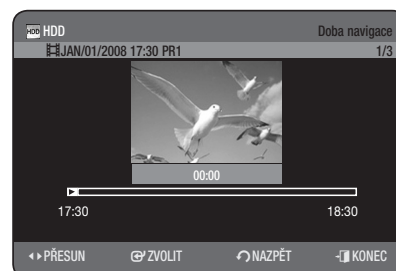 HDD HDD Doba navigace
JAN/01/2008 17:30 PR1 1/3
00:00
17:30 18:30
PŘESUN ZVOLIT NAZPĚT KONEC